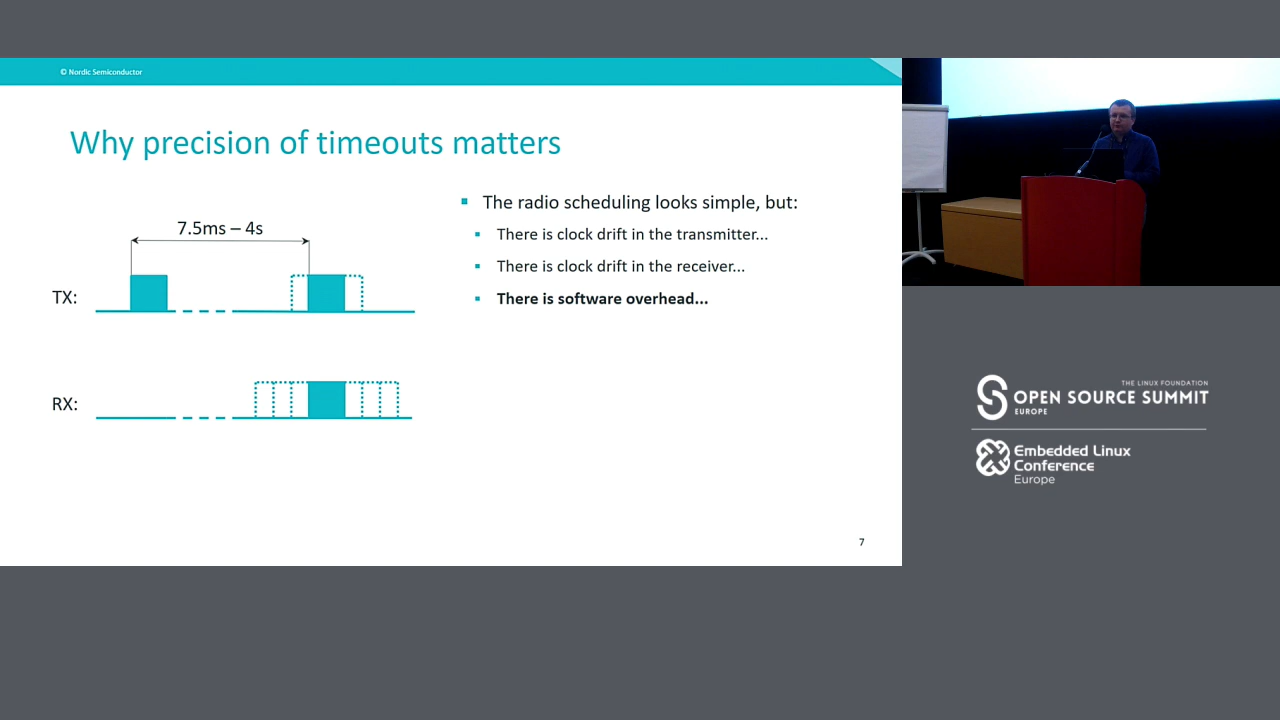 © Nordic Semiconductor
Why precision of timeouts matters
7.5ms – 4s
TX:
RX:
▪ The radio scheduling looks simple, but:
▪ There is clock drift in the transmitter...
▪ There is clock drift in the receiver...
▪ There is software overhead...
7
THE LINUX FOUNDATION
OPEN SOURCE SUMMIT
EUROPE
Embedded Linux
Conference
Europe